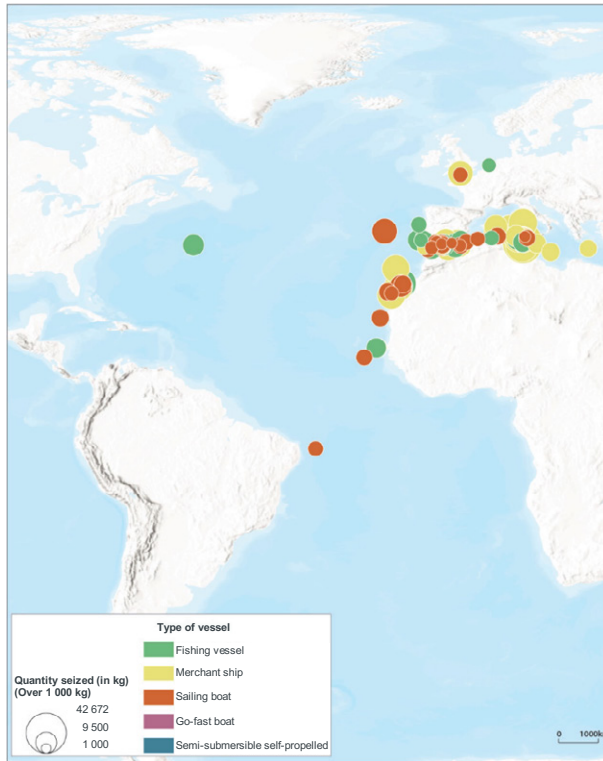 Type of vessel
Fishing vessel
Merchant ship
Quantity seized (in kg)
(Over 1 000 kg)
Sailing boat
42 672
Go-fast boat
9 500
1 000
Semi-submersible self-propelled
0 1000k